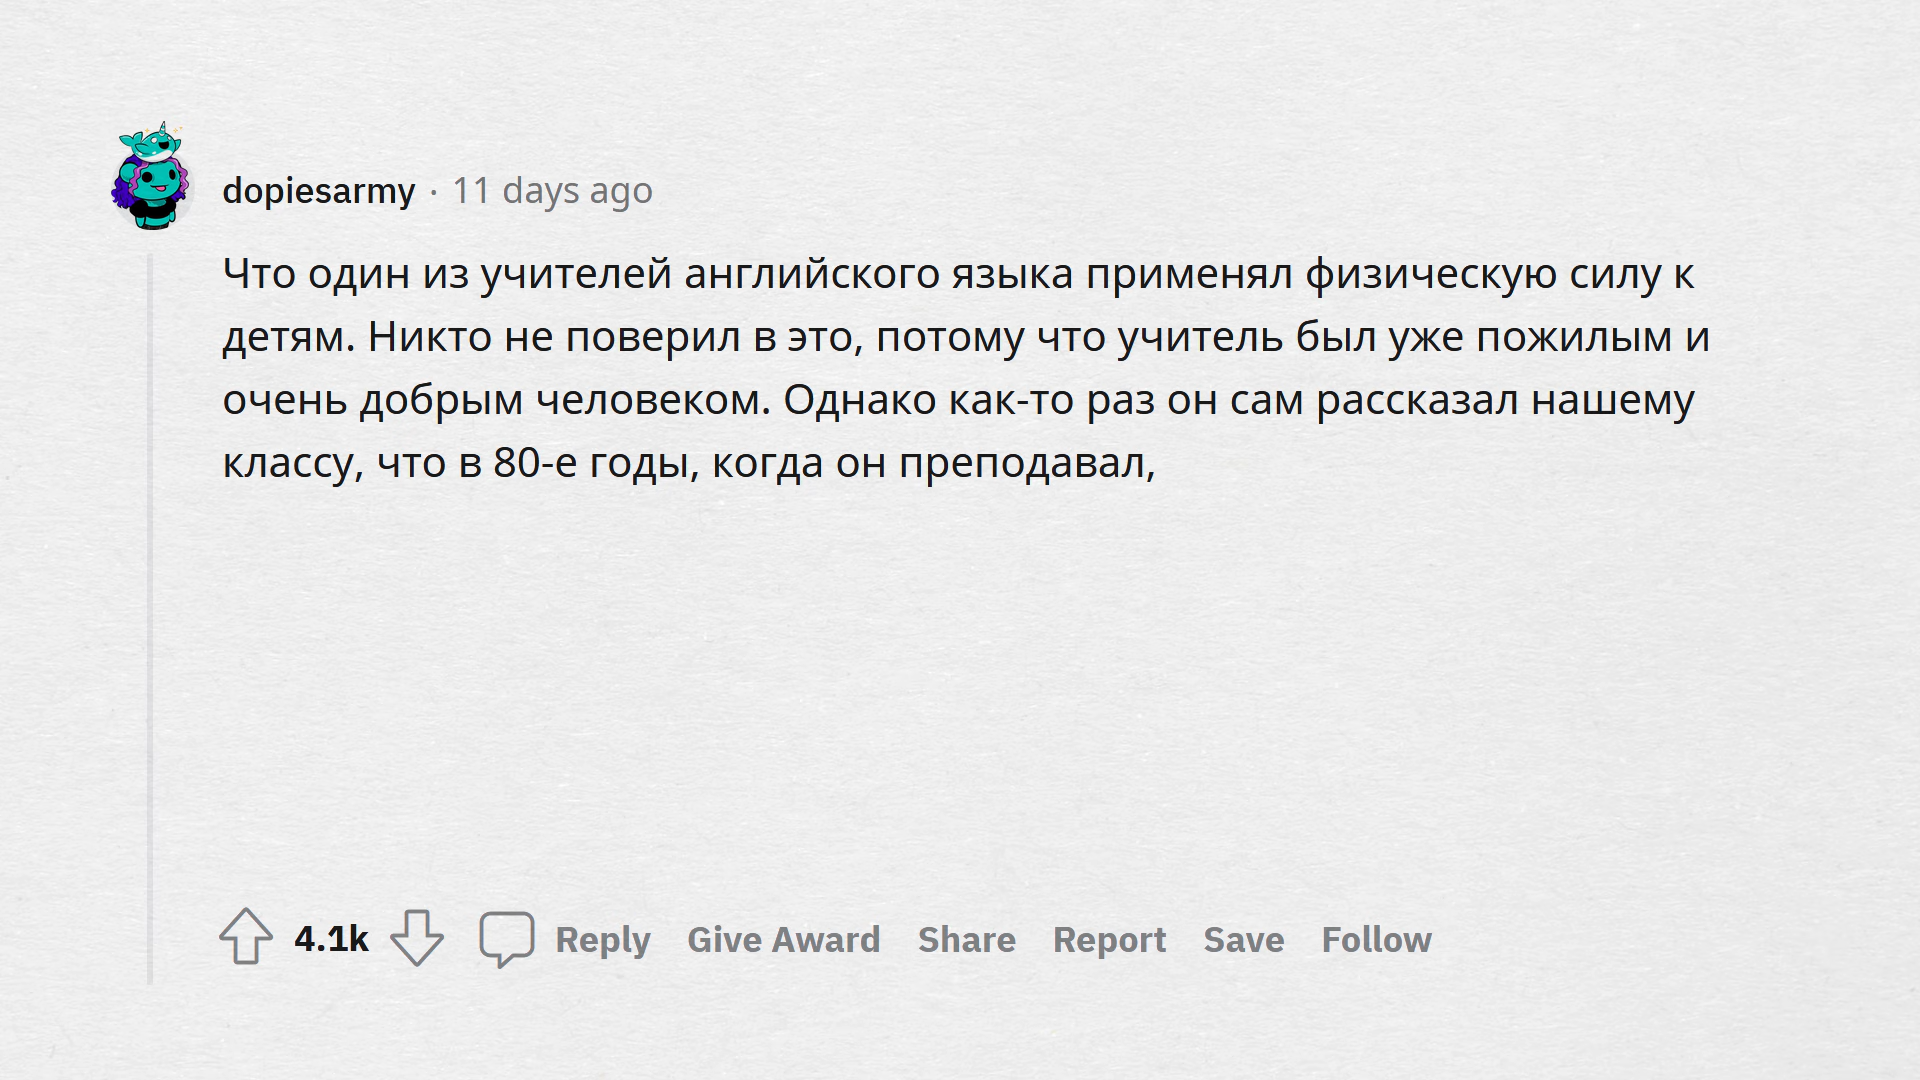 dopiesarmy · 11 days ago
Что один из учителей английского языка применял физическую силу к
детям. Никто не поверил в это, потому что учитель был уже пожилым и
очень добрым человеком. Однако как-то раз он сам рассказал нашему
классу, что в 80-е годы, когда он преподавал,
4.1k Reply Give Award Share Report Save Follow